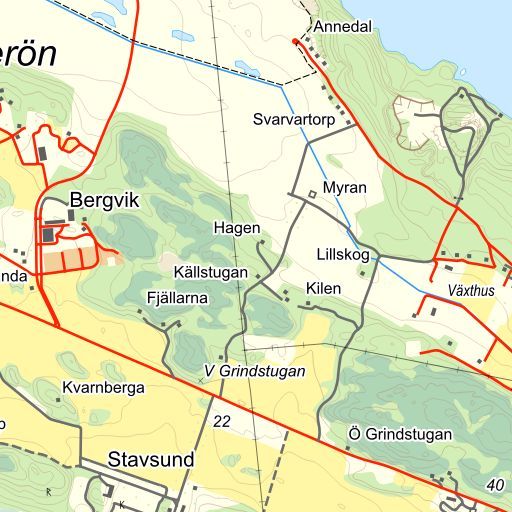 Annedal
erön
Svarvartorp
Myran
Bergvik
Hagen
Lillskog
Källstugan
nda
Kilen
Växthus
Fjällarna
V Grindstugan
Kvarnberga
22
p
Ö Grindstugan
Stavsund
40
R
K